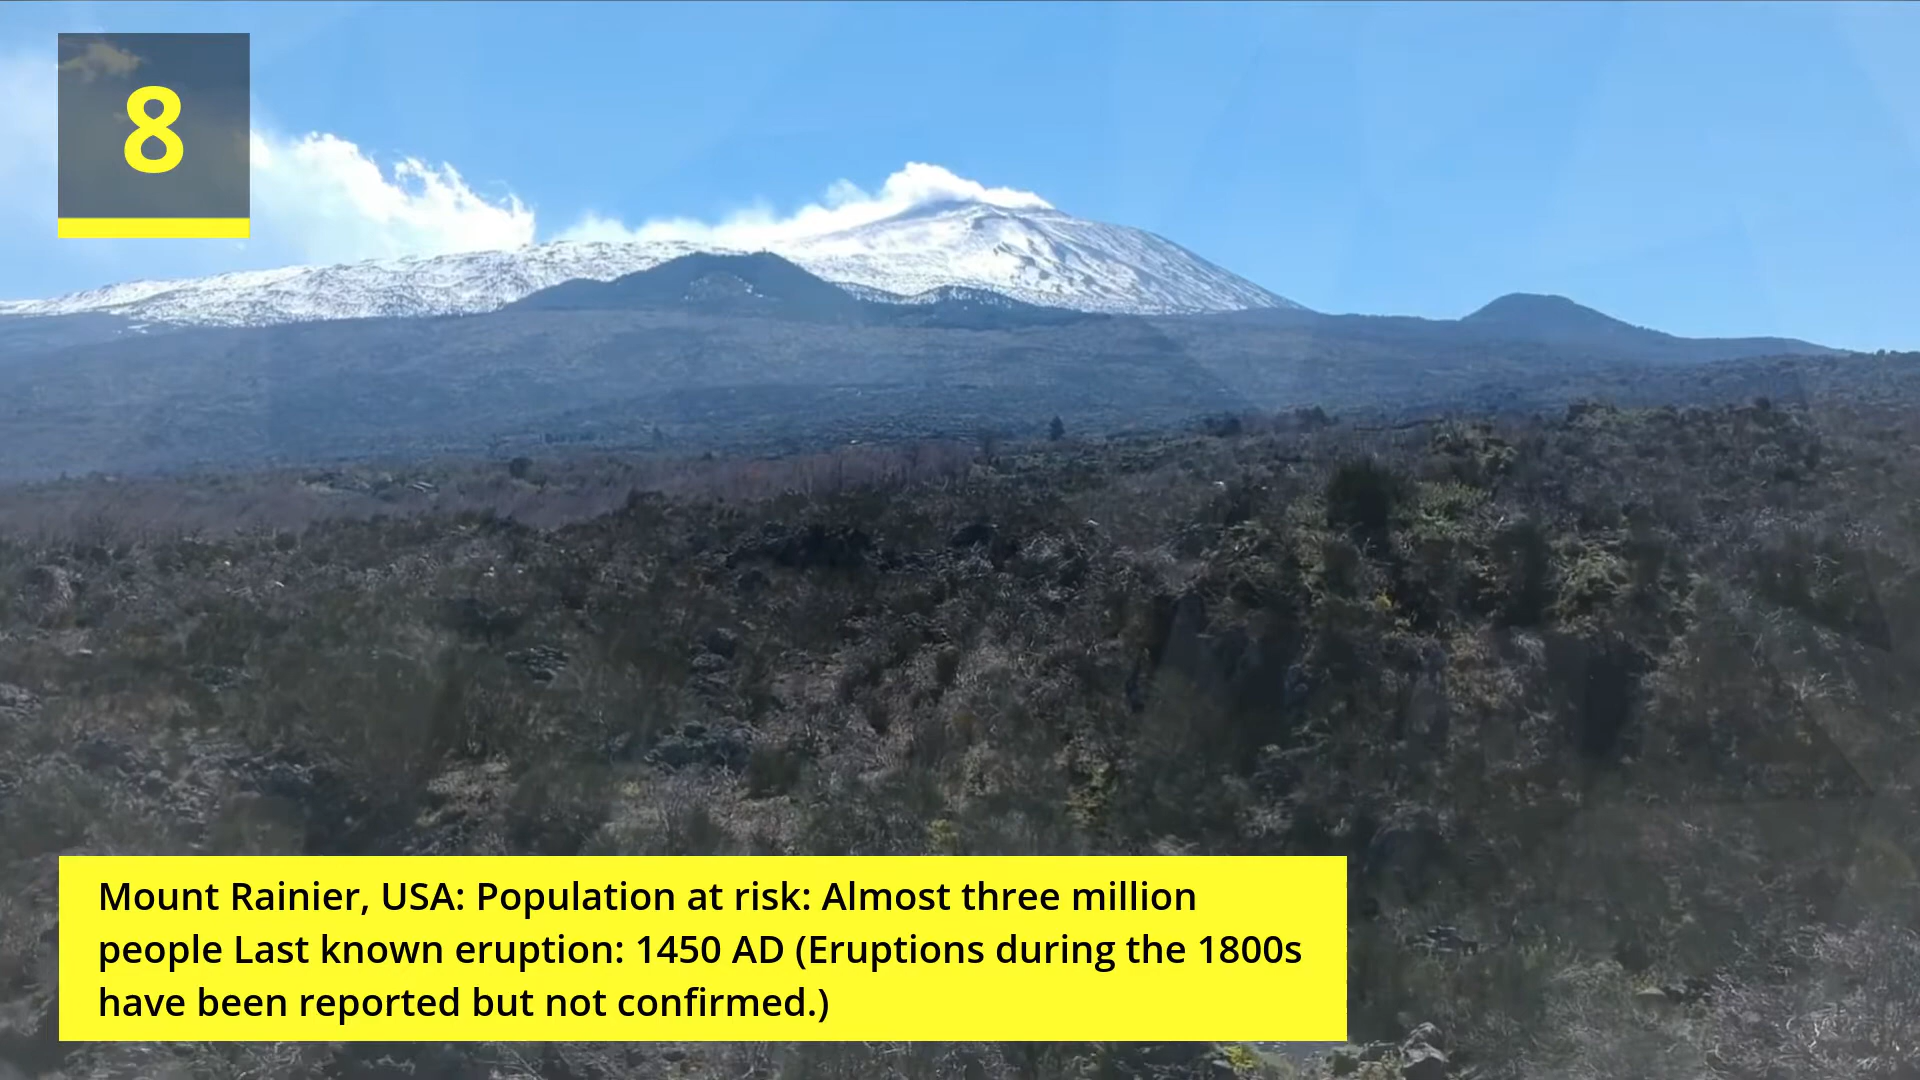 8
Mount Rainier, USA: Population at risk: Almost three million
people Last known eruption: 1450 AD (Eruptions during the 1800s
have been reported but not confirmed.)